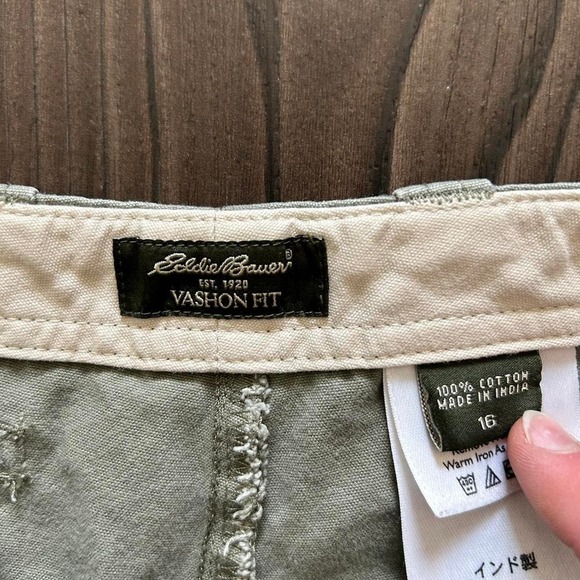 Eddie Bauer®
EST. 1920
VASHON FIT
100% COTTON
MADE IN INDIA
16
Warm Iron As
インド製